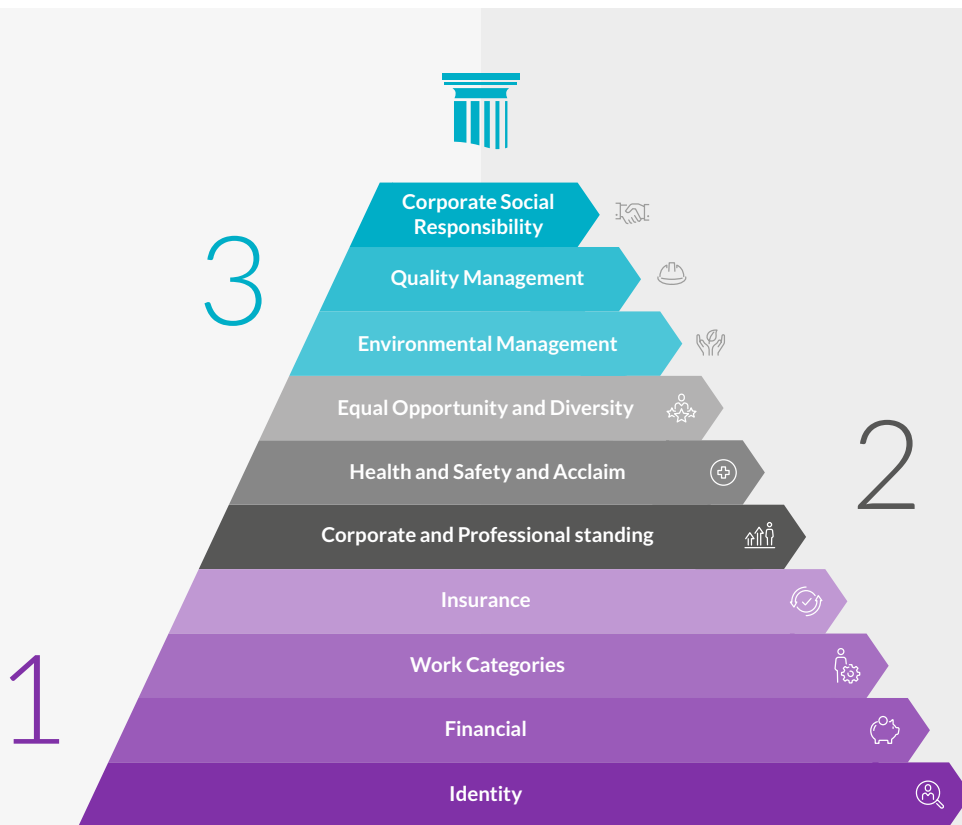 Corporate Social
Responsibility
3
Quality Management
Environmental Management
Equal Opportunity and Diversity
2
Health and Safety and Acclaim
Corporate and Professional standing
Insurance
Work Categories
1
Financial
Identity